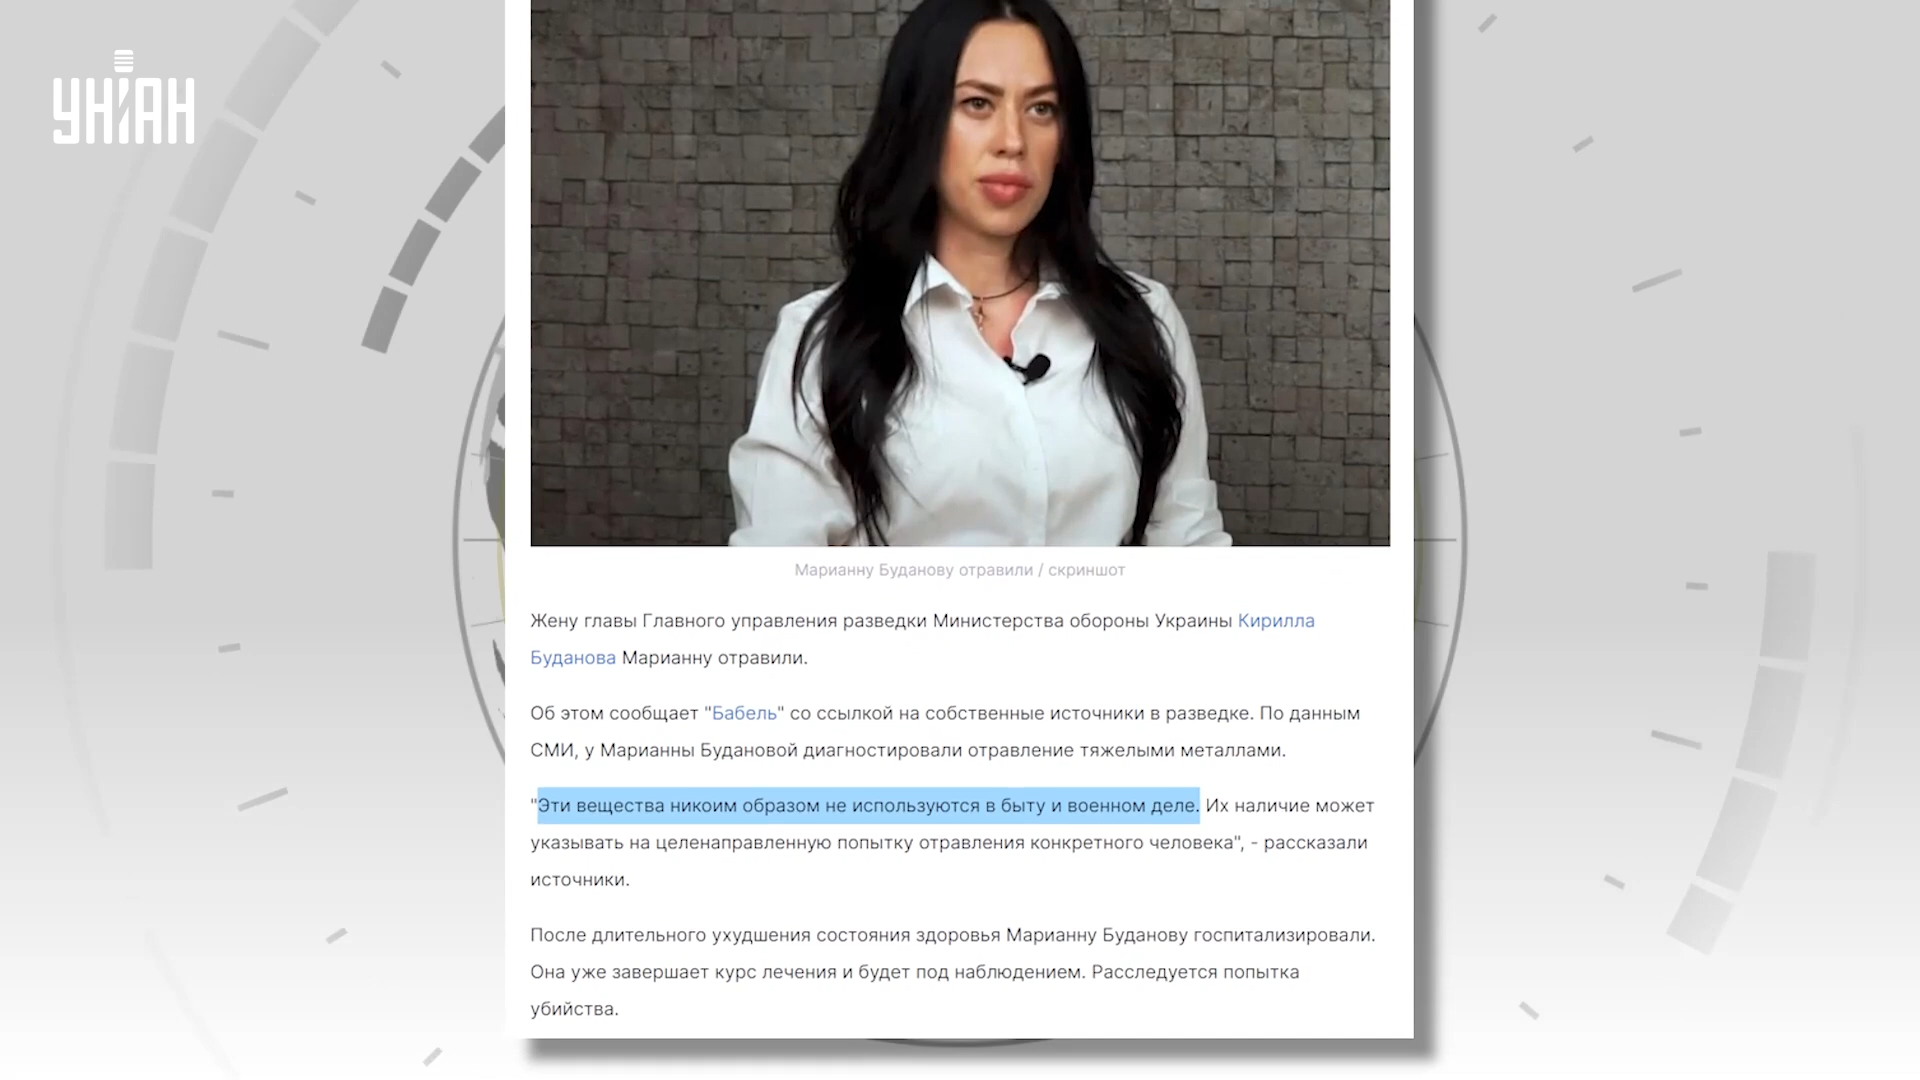 УНІАН
Марианну Буданову отравили / скриншот
Жену главы Главного управления разведки Министерства обороны Украины Кирилла
Буданова Марианну отравили.
Об этом сообщает "Бабель" со ссылкой на собственные источники в разведке. По данным
СМИ, у Марианны Будановой диагностировали отравление тяжелыми металлами.
"Эти вещества никоим образом не используются в быту и военном деле. Их наличие может
указывать на целенаправленную попытку отравления конкретного человека", - рассказали
источники.
После длительного ухудшения состояния здоровья Марианну Буданову госпитализировали.
Она уже завершает курс лечения и будет под наблюдением. Расследуется попытка
убийства.